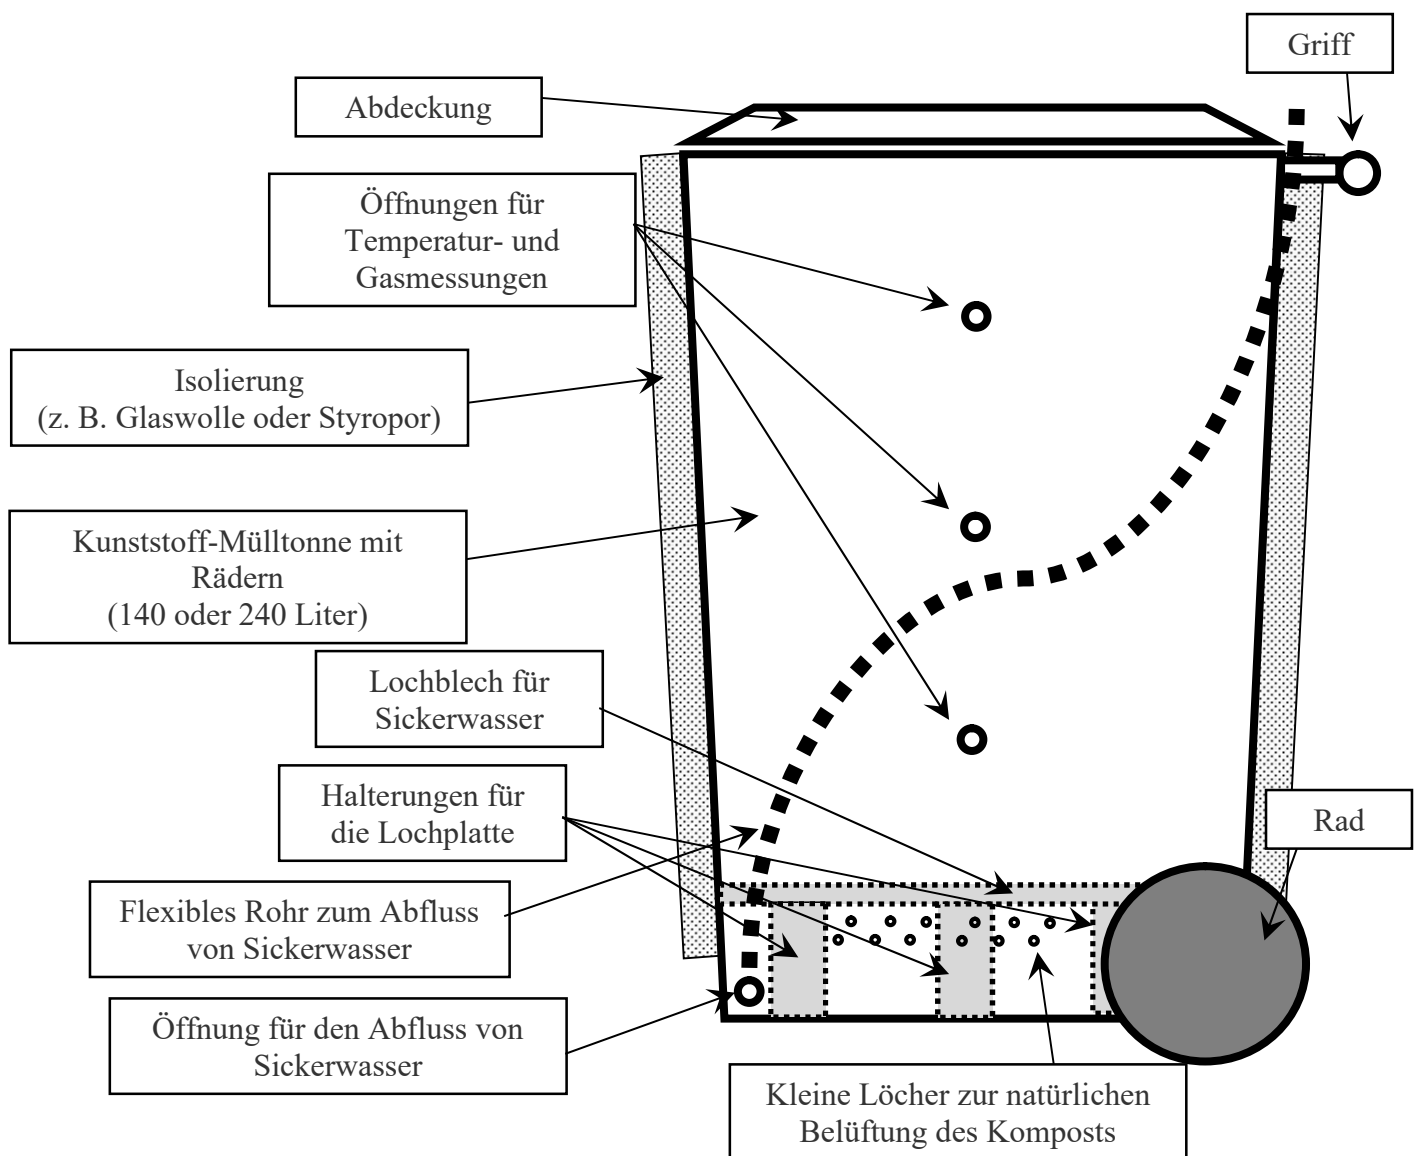 Griff
Abdeckung
Öffnungen für
Temperatur- und
Gasmessungen
Isolierung
(z. B. Glaswolle oder Styropor)
Kunststoff-Mülltonne mit
Rädern
(140 oder 240 Liter)
Lochblech für
Sickerwasser
Halterungen für
die Lochplatte
Rad
Flexibles Rohr zum Abfluss
von Sickerwasser
Öffnung für den Abfluss von
Sickerwasser
Kleine Löcher zur natürlichen
Belüftung des Komposts